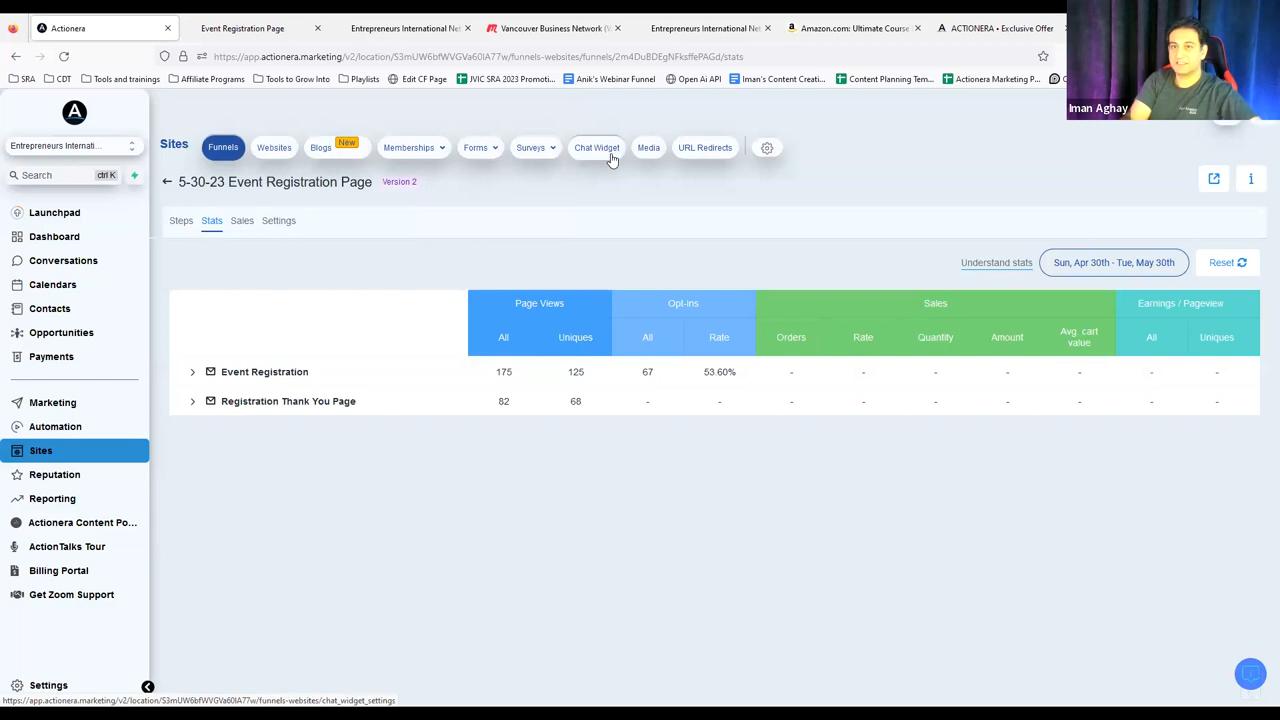 Actionera
Event Registration Page
Entrepreneurs International Net
Vancouver Business Network (V
Entrepreneurs International Net
Amazon.com: Ultimate Course
ACTIONERA • Exclusive Offer
https://app.actionera.marketing/v2/location/S3mUW6bfWVGVa60IA77w/funnels-websites/funnels/2m4DuBDEgNFksffePAGd/stats
SRA
CDT
Tools and trainings
Affiliate Programs
Playlists
Edit CF Page
JVIC SRA 2023 Promoti...
Anik's Webinar Funnel
Open Ai API
Iman's Content Creati...
Content Planning Tem...
Actionera Marketing P...
Iman Aghay
A
Entrepreneurs Internati...
Search
ctrl K
Launchpad
Dashboard
Conversations
Calendars
Contacts
Opportunities
Payments
Marketing
Automation
Sites
Reputation
Reporting
Actionera Content Po...
ActionTalks Tour
Billing Portal
Get Zoom Support
Settings
Sites
Funnels
Websites
Blogs
New
Memberships
Forms
Surveys
Chat Widget
Media
URL Redirects
5-30-23 Event Registration Page
Version 2
Steps
Stats
Sales
Settings
Understand stats
Sun, Apr 30th - Tue, May 30th
Reset
Page Views
Opt-ins
Sales
Earnings / Pageview
All
Uniques
All
Rate
Orders
Rate
Quantity
Amount
Avg. cart
value
All
Uniques
Event Registration
175
125
67
53.60%
-
-
-
-
-
-
-
Registration Thank You Page
82
68
-
-
-
-
-
-
-
-
-
https://app.actionera.marketing/v2/location/S3mUW6bfWVGVa60IA77w/funnels-websites/chat_widget_settings